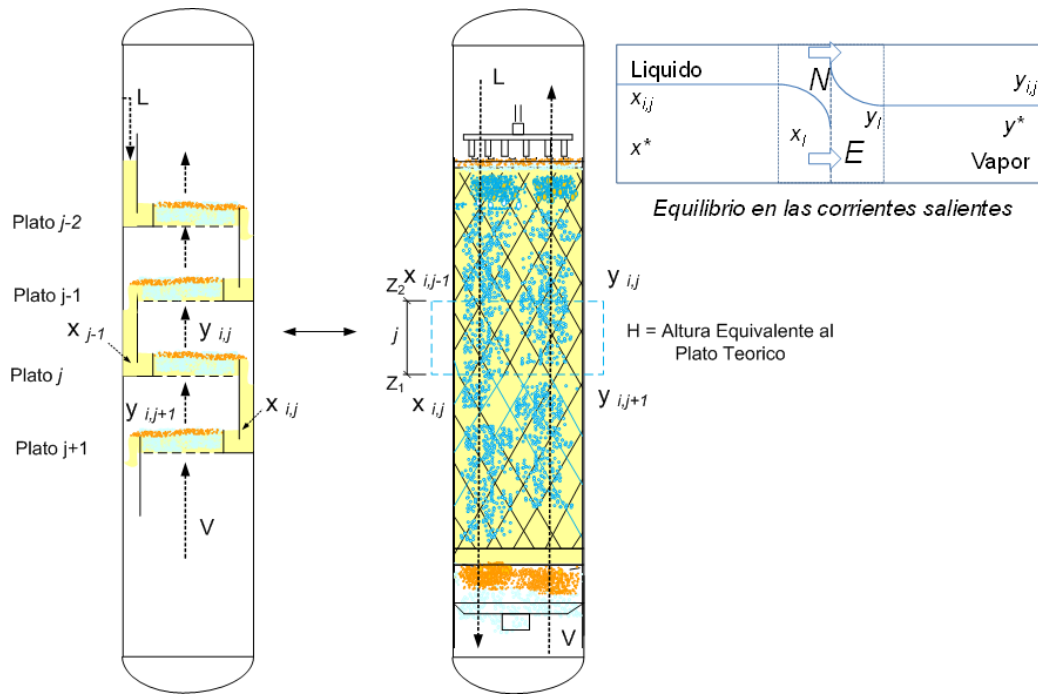 L
Plato j-2
Plato j-1
x j-1
y i,j
Plato j
y i,j+1
x i,j
Plato j+1
V
L
x i,j-1
y i,j
Z2
j
H = Altura Equivalente al
Plato Teorico
Z1
x i,j
y i,j+1
V
Liquido
N
x i,j
y i,j
x I
y I
x*
y*
E
Vapor
Equilibrio en las corrientes salientes